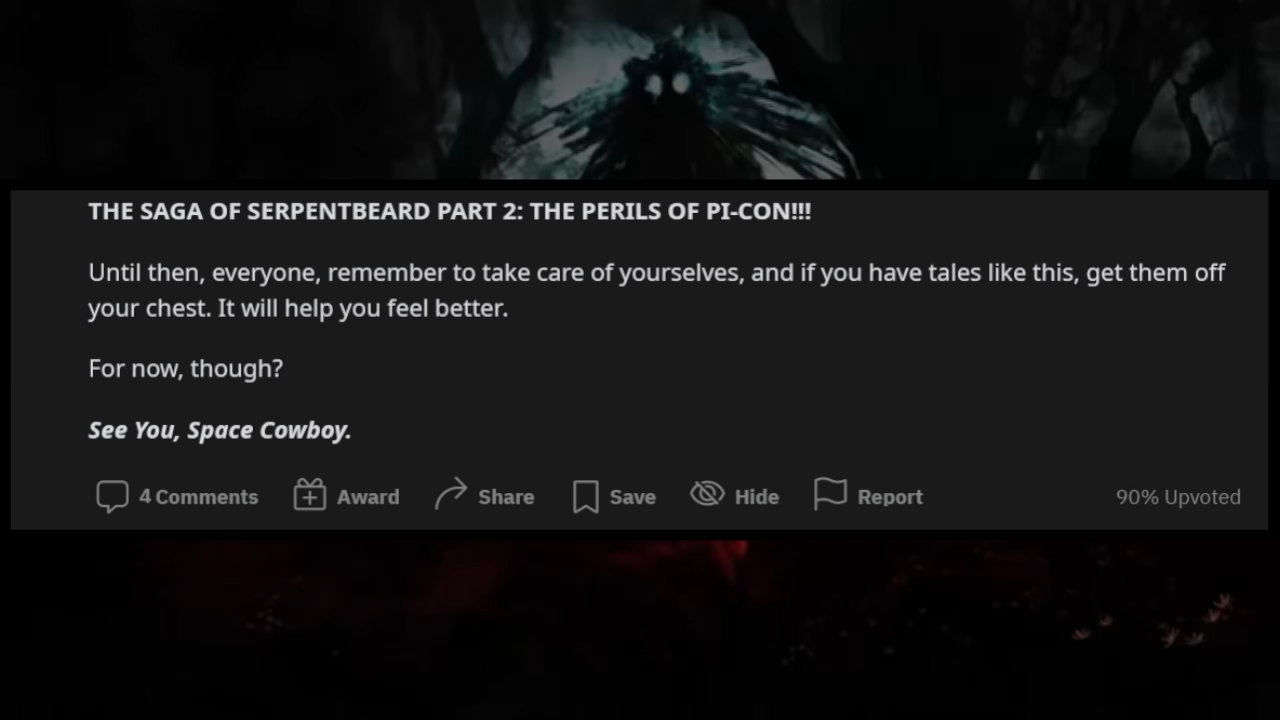 THE SAGA OF SERPENTBEARD PART 2: THE PERILS OF PI-CON!!!
Until then, everyone, remember to take care of yourselves, and if you have tales like this, get them off
your chest. It will help you feel better.
For now, though?
See You, Space Cowboy.
4 Comments Award Share Save Hide Report 90% Upvoted